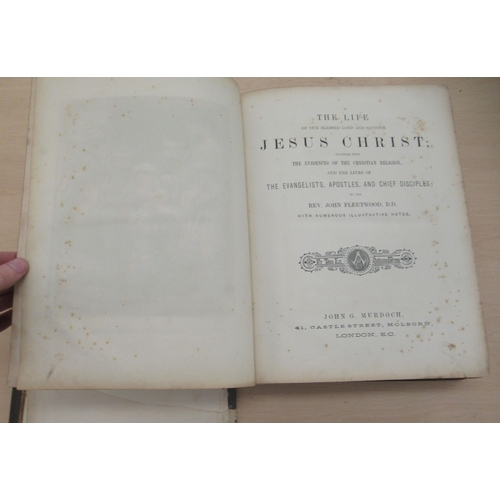 THE LIFE
OF OUR BLESSED LORD AND SAVIOUR
JESUS CHRIST;
TOGETHER WITH
THE EVIDENCES OF THE CHRISTIAN RELIGION,
AND THE LIVES OF
THE EVANGELISTS, APOSTLES, AND CHIEF DISCIPLES:
BY THE
REV. JOHN FLEETWOOD, D.D.
WITH NUMEROUS ILLUSTRATIVE NOTES.
JOHN G. MURDOCH,
41, CASTLE STREET, HOLBORN,
LONDON, E.C.